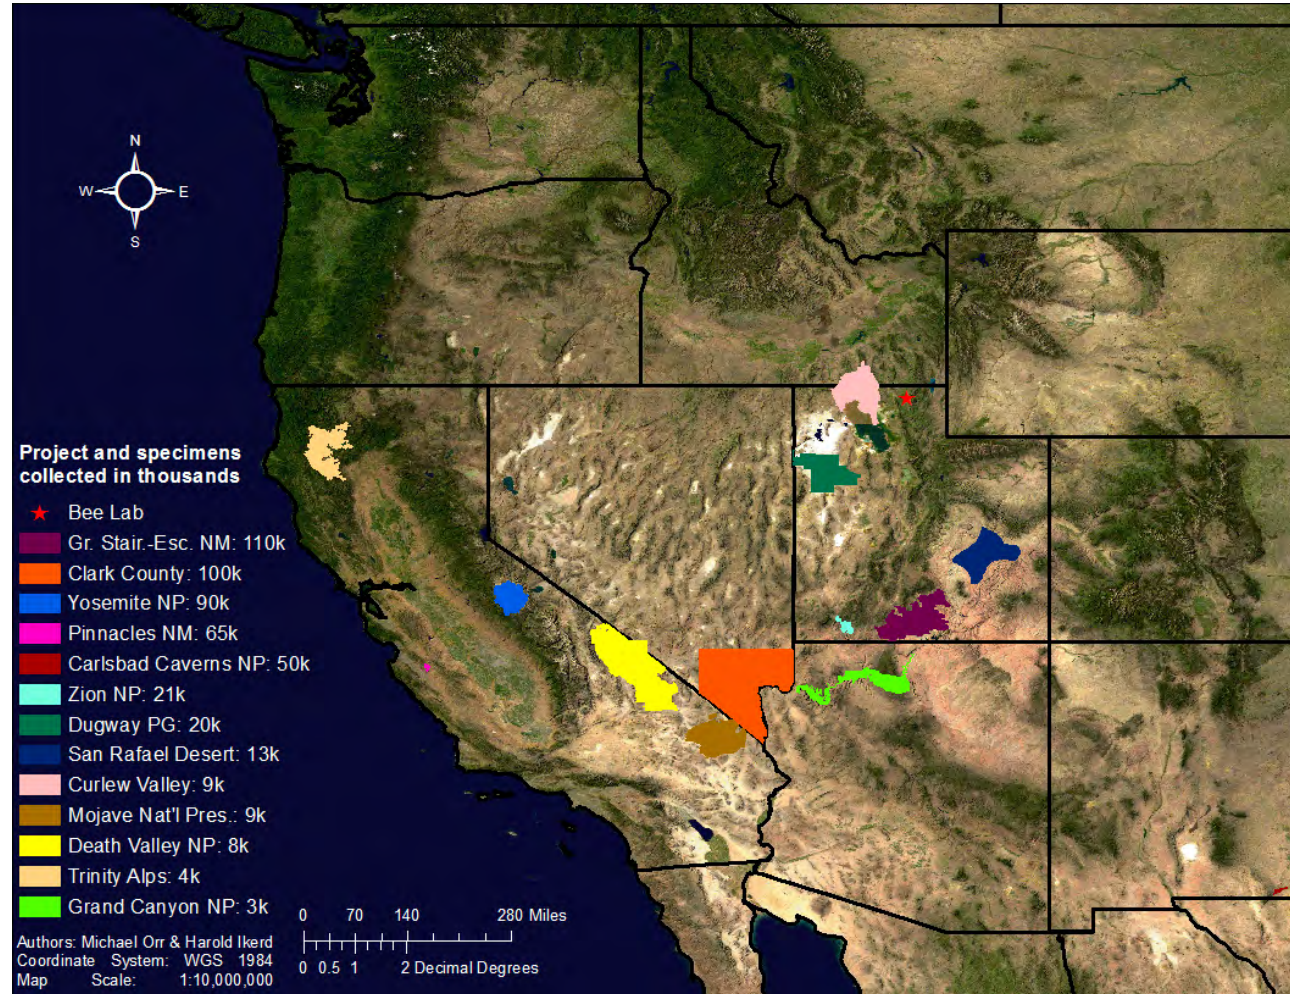 N
W E
S
Project and specimens
collected in thousands
Bee Lab
Gr. Stair.-Esc. NM: 110k
Clark County: 100k
Yosemite NP: 90k
Pinnacles NM: 65k
Carlsbad Caverns NP: 50k
Zion NP: 21k
Dugway PG: 20k
San Rafael Desert: 13k
Curlew Valley: 9k
Mojave Nat'l Pres.: 9k
Death Valley NP: 8k
Trinity Alps: 4k
Grand Canyon NP: 3k
Authors: Michael Orr & Harold Ikerd
Coordinate System: WGS 1984
Map Scale: 1:10,000,000
0 70 140 280 Miles
0 0.5 1 2 Decimal Degrees